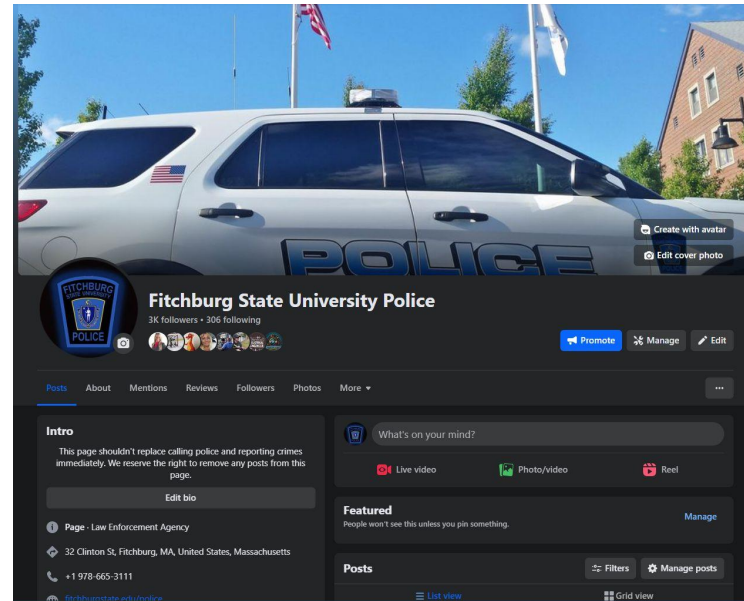 POLICE
Create with avatar
Edit cover photo
FITCHBURG
STATE UNIVERSITY
POLICE
Fitchburg State University Police
3K followers • 306 following
Promote
Manage
Edit
Posts
About
Mentions
Reviews
Followers
Photos
More
Intro
This page shouldn't replace calling police and reporting crimes
immediately. We reserve the right to remove any posts from this
page.
Edit bio
Page · Law Enforcement Agency
32 Clinton St, Fitchburg, MA, United States, Massachusetts
+1 978-665-3111
fitchburgstate.edu/police
What's on your mind?
Live video
Photo/video
Reel
Featured
People won't see this unless you pin something.
Manage
Posts
Filters
Manage posts
List view
Grid view